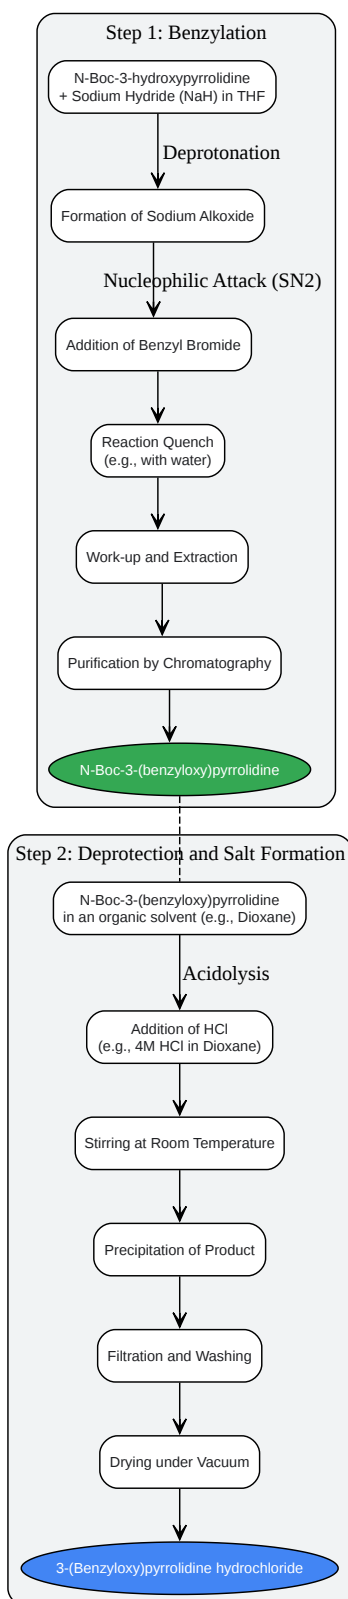 Step 1: Benzylation
N-Boc-3-hydroxypyrrolidine
+ Sodium Hydride (NaH) in THF
Deprotonation
Formation of Sodium Alkoxide
Nucleophilic Attack (SN2)
Addition of Benzyl Bromide
Reaction Quench
(e.g., with water)
Work-up and Extraction
Purification by Chromatography
N-Boc-3-(benzyloxy)pyrrolidine
Step 2: Deprotection and Salt Formation
N-Boc-3-(benzyloxy)pyrrolidine
in an organic solvent (e.g., Dioxane)
Acidolysis
Addition of HCl
(e.g., 4M HCl in Dioxane)
Stirring at Room Temperature
Precipitation of Product
Filtration and Washing
Drying under Vacuum
3-(Benzyloxy)pyrrolidine hydrochloride